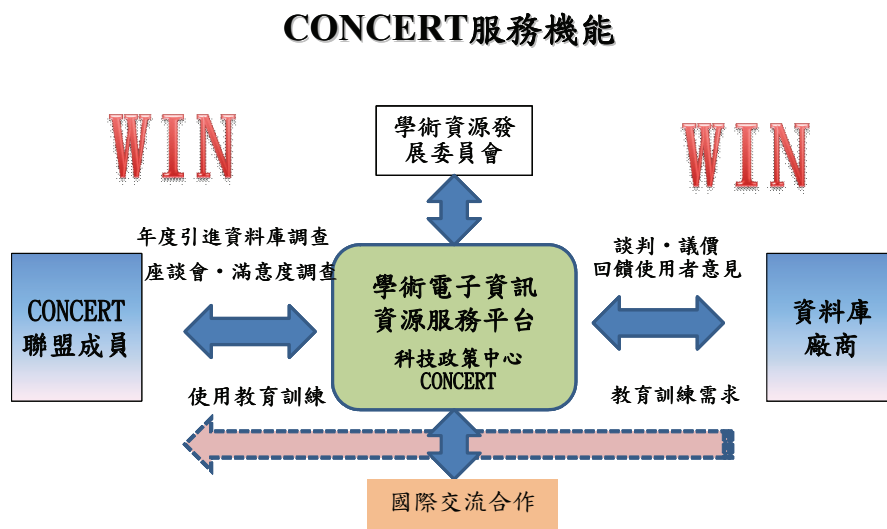 CONCERT服務機能
WIN
學術資源發
展委員會
WIN
年度引進資料庫調查
座談會・滿意度調查
談判・議價
回饋使用者意見
CONCERT
聯盟成員
學術電子資訊
資源服務平台
科技政策中心
CONCERT
資料庫
廠商
使用教育訓練
教育訓練需求
國際交流合作